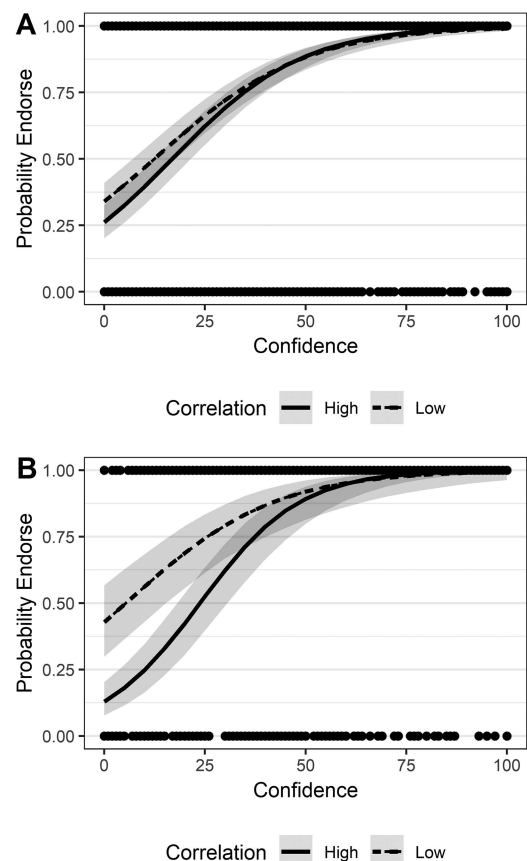 A
1.00
0.75
0.50
0.25
0.00
Probability Endorse
0 25 50 75 100
Confidence
Correlation High Low
B
1.00
0.75
0.50
0.25
0.00
Probability Endorse
0 25 50 75 100
Confidence
Correlation High Low